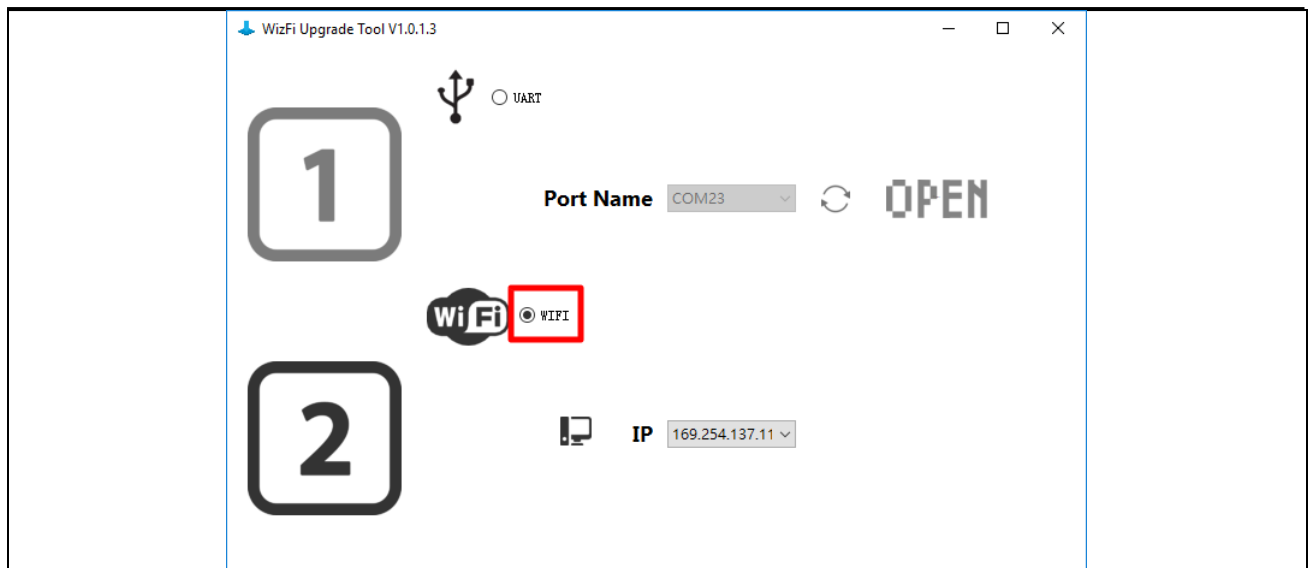 WizFi Upgrade Tool V1.0.1.3
UART
1
Port Name COM23 OPEN
WiFi WIFI
2
IP 169.254.137.11